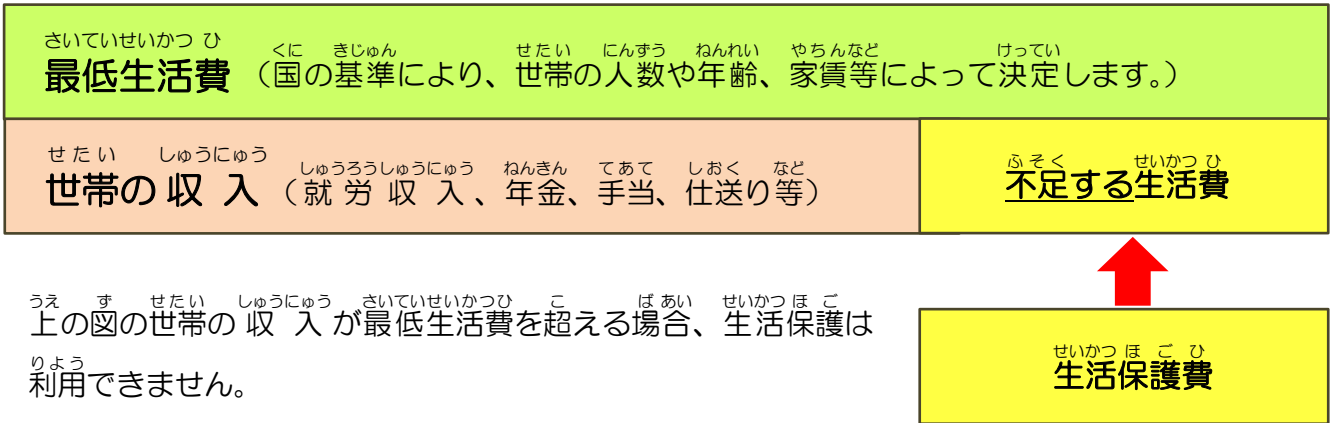 さいていせいかつ ひ くに きじゅん せたい にんずう ねんれい やちんなど けってい
最低生活費 (国の基準により、世帯の人数や年齢、家賃等によって決定します。)
せたい しゅうにゅう しゅうろうしゅうにゅう ねんきん てあて しおく など
世帯の 収 入 (就 労 収 入 、年金、手当、仕送り等)
ふそく せいかつ ひ
不足する生活費
うえ ず せたい しゅうにゅう さいていせいかつひ こ ばあい せいかつ ほ ご
上の図の世帯の 収 入 が最低生活費を超える場合、生活保護は
りよう
利用できません。
せいかつ ほ ご ひ
生活保護費